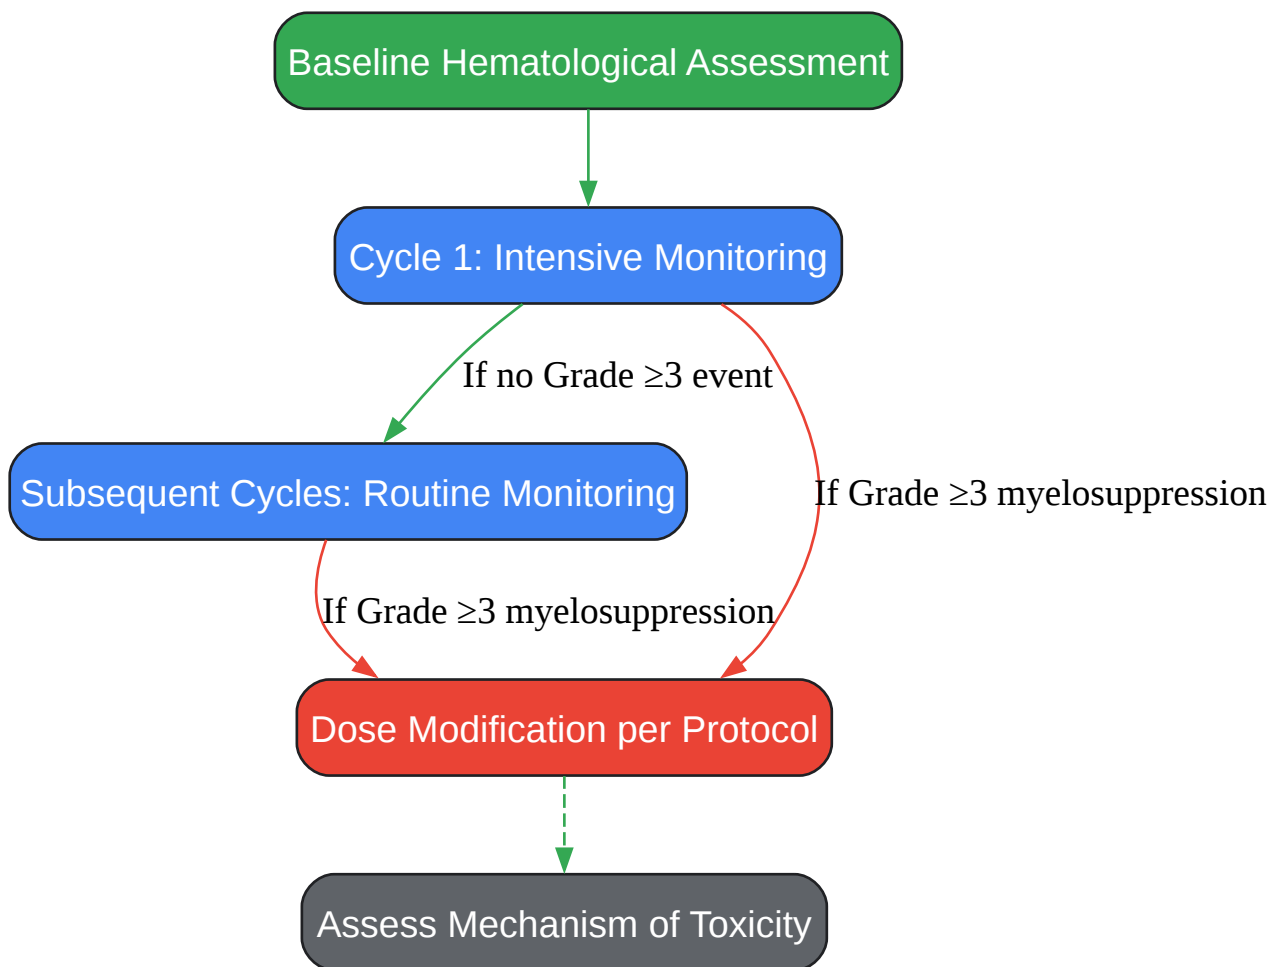 Baseline Hematological Assessment
Cycle 1: Intensive Monitoring
If no Grade ≥3 event
Subsequent Cycles: Routine Monitoring
If Grade ≥3 myelosuppression
If Grade ≥3 myelosuppression
Dose Modification per Protocol
Assess Mechanism of Toxicity